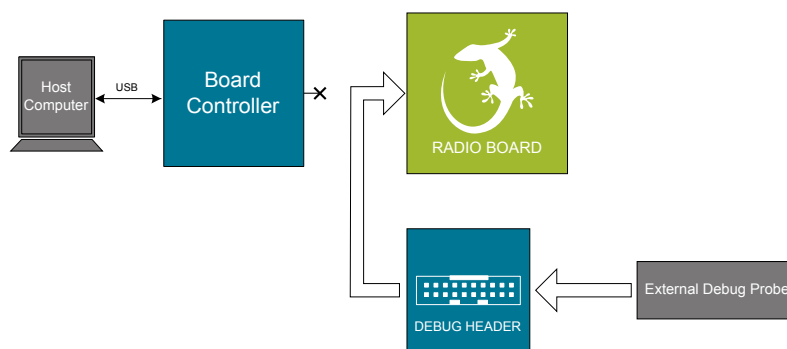 Host
Computer
USB
Board
Controller
RADIO BOARD
DEBUG HEADER
External Debug Probe